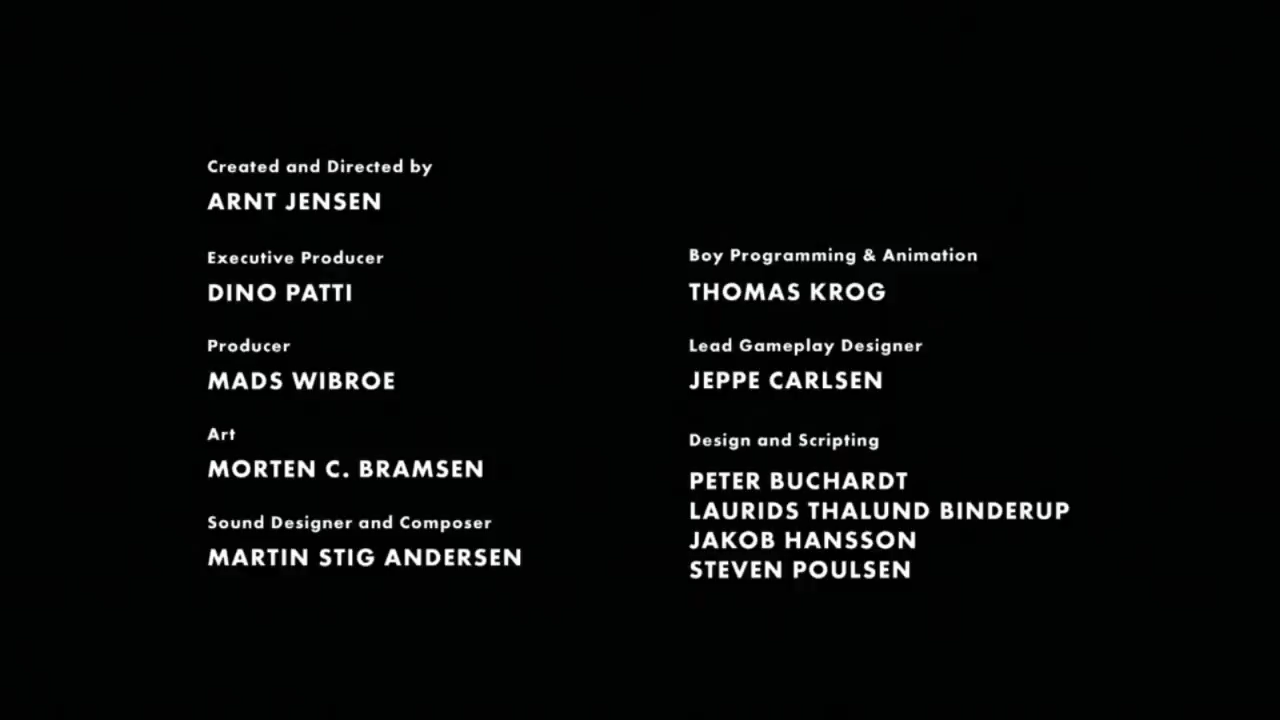 Created and Directed by
ARNT JENSEN
Executive Producer
DINO PATTI
Producer
MADS WIBROE
Art
MORTEN C. BRAMSEN
Sound Designer and Composer
MARTIN STIG ANDERSEN
Boy Programming & Animation
THOMAS KROG
Lead Gameplay Designer
JEPPE CARLSEN
Design and Scripting
PETER BUCHARDT
LAURIDS THALUND BINDERUP
JAKOB HANSSON
STEVEN POULSEN